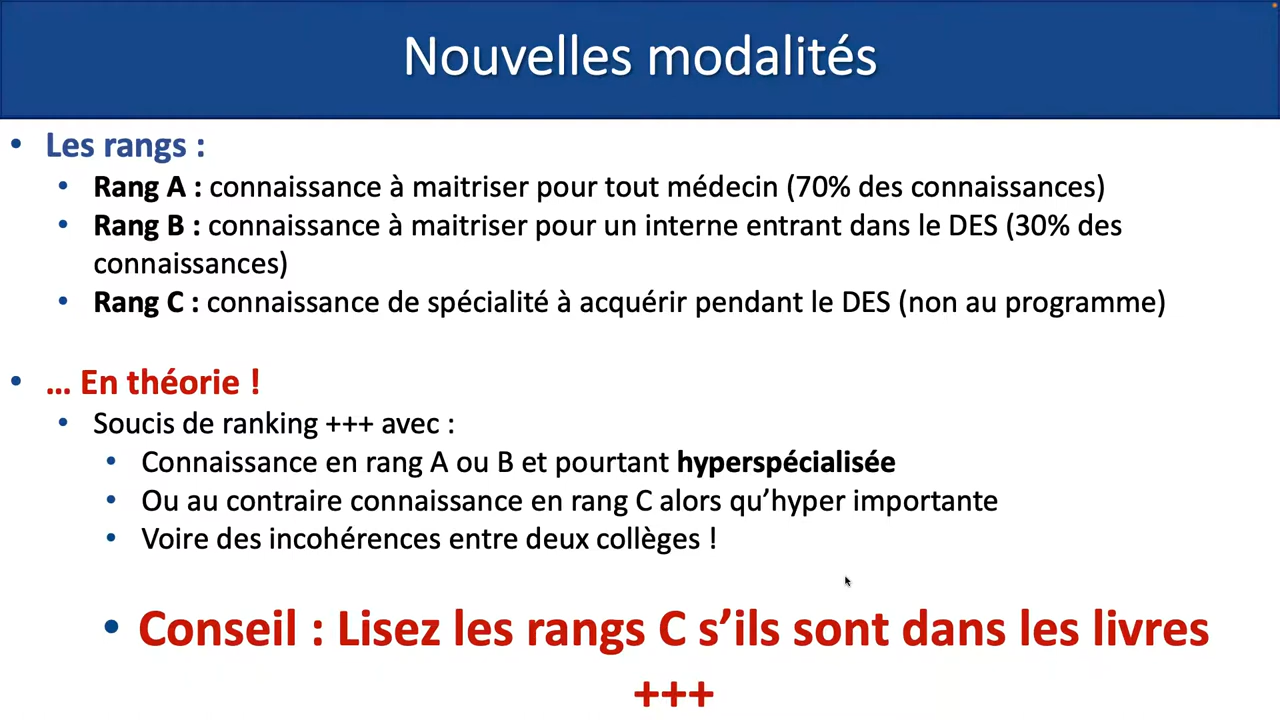 Nouvelles modalités
• Les rangs :
• Rang A : connaissance à maitriser pour tout médecin (70% des connaissances)
• Rang B : connaissance à maitriser pour un interne entrant dans le DES (30% des
connaissances)
• Rang C : connaissance de spécialité à acquérir pendant le DES (non au programme)
• … En théorie !
• Soucis de ranking +++ avec :
• Connaissance en rang A ou B et pourtant hyperspécialisée
• Ou au contraire connaissance en rang C alors qu’hyper importante
• Voire des incohérences entre deux collèges !
• Conseil : Lisez les rangs C s’ils sont dans les livres
+++